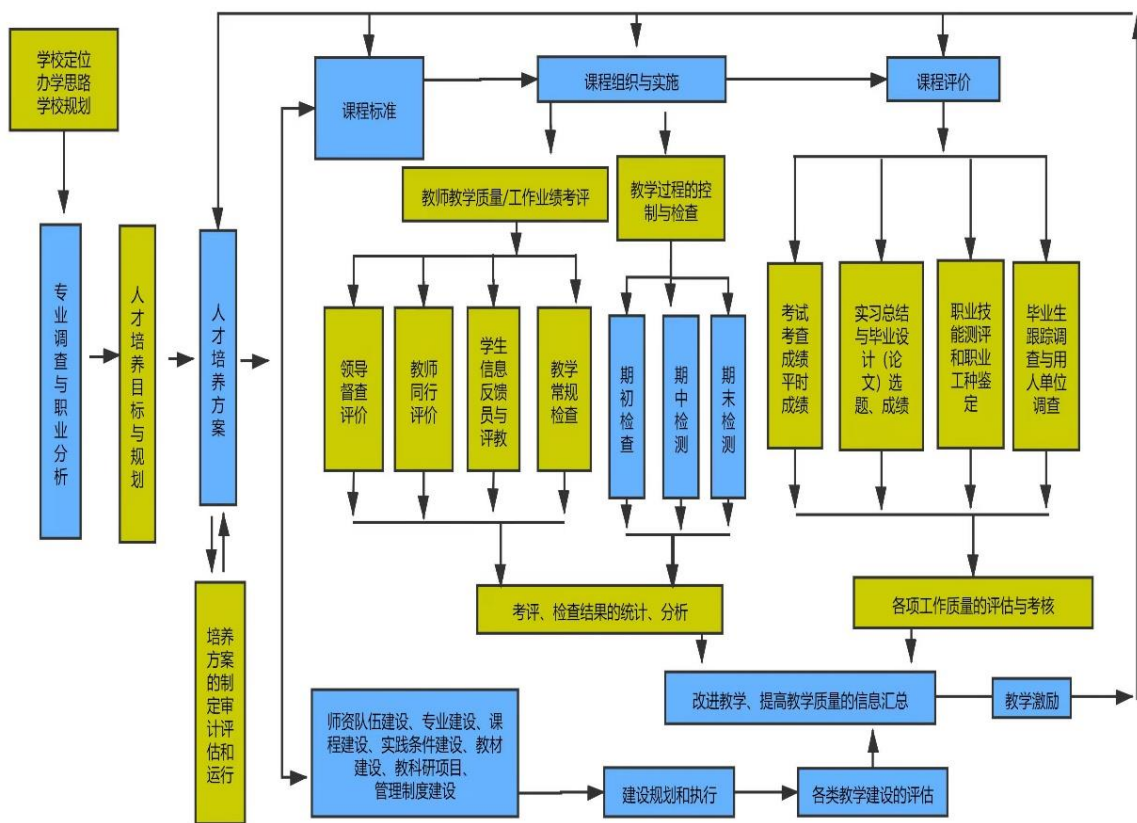 学校定位
办学思路
学校规划
专业调查与职业分析
人才培养目标与规划
人才培养方案
培养
方案
的制
定审
计评
估和
运行
课程标准
课程组织与实施
课程评价
教师教学质量/工作业绩考评
教学过程的控
制与检查
领导
督查
评价
教师
同行
评价
学生
信息
反馈
员与
评教
教学
常规
检查
期初检查
期中检测
期末检测
考试
考查
成绩
平时
成绩
实习总结
与毕业设
计（论
文）选
题、成绩
职业技
能测评
和职业
工种鉴
定
毕业生
跟踪调
查与用
人单位
调查
考评、检查结果的统计、分析
各项工作质量的评估与考核
改进教学、提高教学质量的信息汇总
教学激励
师资队伍建设、专业建设、课
程建设、实践条件建设、教材
建设、教科研项目、
管理制度建设
建设规划和执行
各类教学建设的评估